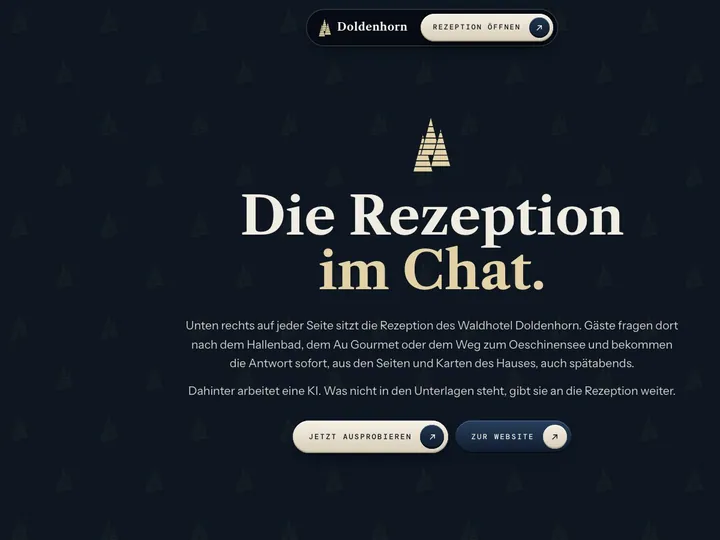 Doldenhorn
REZEPTION ÖFFNEN
Die Rezeption
im Chat.
Unten rechts auf jeder Seite sitzt die Rezeption des Waldhotel Doldenhorn. Gäste fragen dort
nach dem Hallenbad, dem Au Gourmet oder dem Weg zum Oeschinensee und bekommen
die Antwort sofort, aus den Seiten und Karten des Hauses, auch spätabends.
Dahinter arbeitet eine KI. Was nicht in den Unterlagen steht, gibt sie an die Rezeption weiter.
JETZT AUSPROBIEREN
ZUR WEBSITE